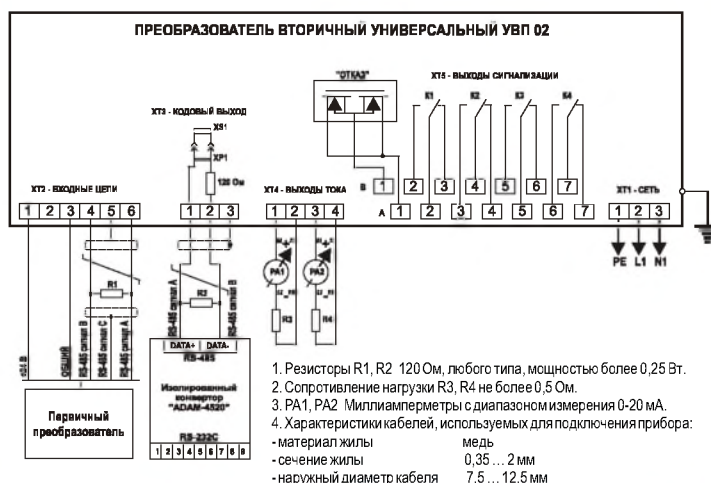 ПРЕОБРАЗОВАТЕЛЬ ВТОРИЧНЫЙ УНИВЕРСАЛЬНЫЙ УВП 02
"ОТКАЗ"
XT5 - ВЫХОДЫ СИГНАЛИЗАЦИИ
K1 K2 K3 K4
XT3 - КОДОВЫЙ ВЫХОД
XS1
XP1
120 Ом
XT2 - ВХОДНЫЕ ЦЕПИ
XT4 - ВЫХОДЫ ТОКА
XT1 - СЕТЬ
B 1 2 3 4 5 6 7
A 1 2 3 4 5 6 7
1 2 3 4 5 6
1 2 3
1 2 3 4
1 2 3
PE L1 N1
PA1 PA2
R1
R2
R3 R4
+24 В
ОБЩИЙ
RS-485 сигнал B
RS-485 сигнал C
RS-485 сигнал A
RS-485 сигнал A
RS-485 сигнал B
DATA+ DATA-
RS-485
Изолированный
конвертор
"ADAM-4520"
RS-232C
1 2 3 4 5 6 7 8 9
Первичный
преобразователь
1. Резисторы R1, R2 120 Ом, любого типа, мощностью более 0,25 Вт.
2. Сопротивление нагрузки R3, R4 не более 0,5 Ом.
3. PA1, PA2 Миллиамперметры с диапазоном измерения 0-20 мА.
4. Характеристики кабелей, используемых для подключения прибора:
- материал жилы медь
- сечение жилы 0,35 ... 2 мм
- наружный диаметр кабеля 7,5 ... 12,5 мм